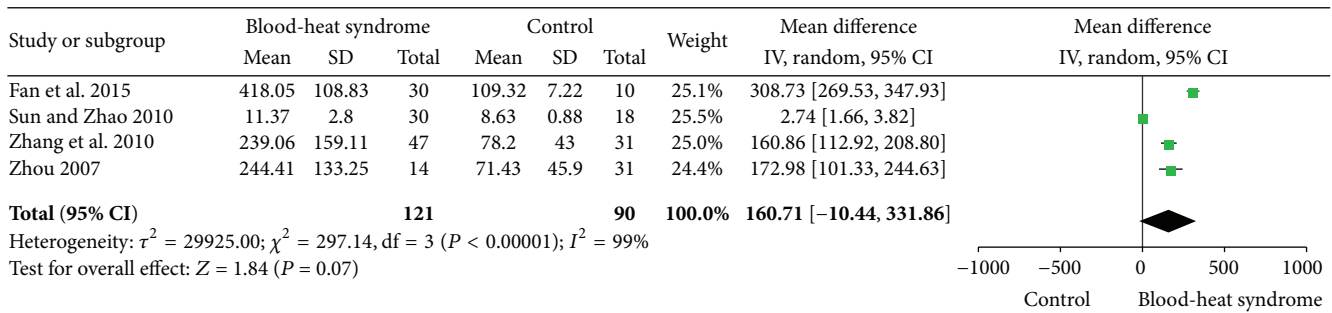 Study or subgroup Blood-heat syndrome Control Weight Mean difference Mean difference
Mean SD Total Mean SD Total IV, random, 95% CI IV, random, 95% CI
Fan et al. 2015 418.05 108.83 30 109.32 7.22 10 25.1% 308.73 [269.53, 347.93]
Sun and Zhao 2010 11.37 2.8 30 8.63 0.88 18 25.5% 2.74 [1.66, 3.82]
Zhang et al. 2010 239.06 159.11 47 78.2 43 31 25.0% 160.86 [112.92, 208.80]
Zhou 2007 244.41 133.25 14 71.43 45.9 31 24.4% 172.98 [101.33, 244.63]
Total (95% CI) 121 90 100.0% 160.71 [−10.44, 331.86]
Heterogeneity: τ² = 29925.00; χ² = 297.14, df = 3 (P < 0.00001); I² = 99%
Test for overall effect: Z = 1.84 (P = 0.07)
−1000 −500 0 500 1000
Control Blood-heat syndrome